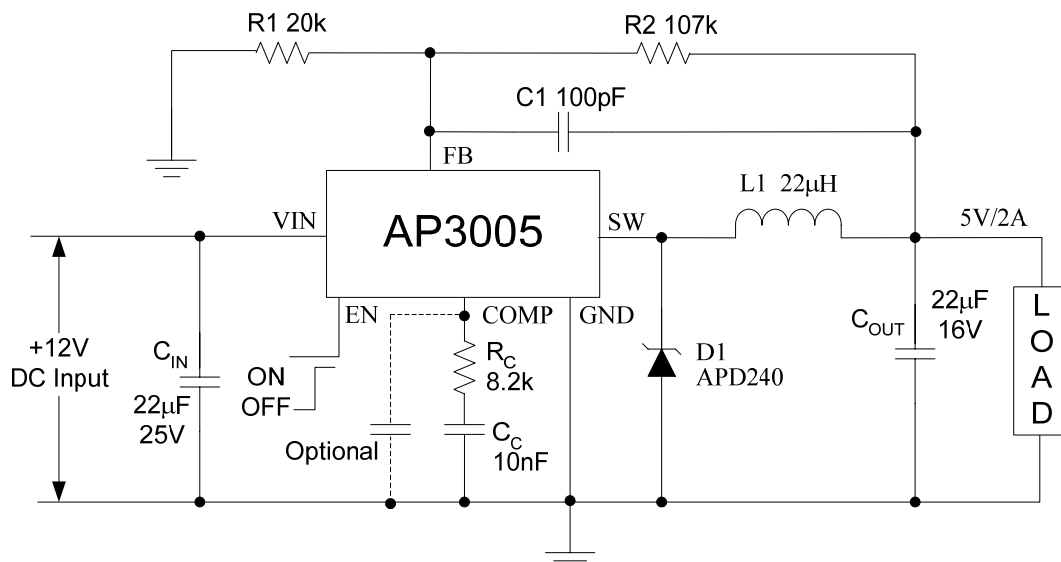 R1 20k
R2 107k
C1 100pF
FB
L1 22μH
VIN
AP3005
SW
5V/2A
EN
COMP
GND
+12V
DC Input
CIN
22μF
25V
ON
OFF
Optional
RC
8.2k
CC
10nF
D1
APD240
COUT
22μF
16V
LOAD